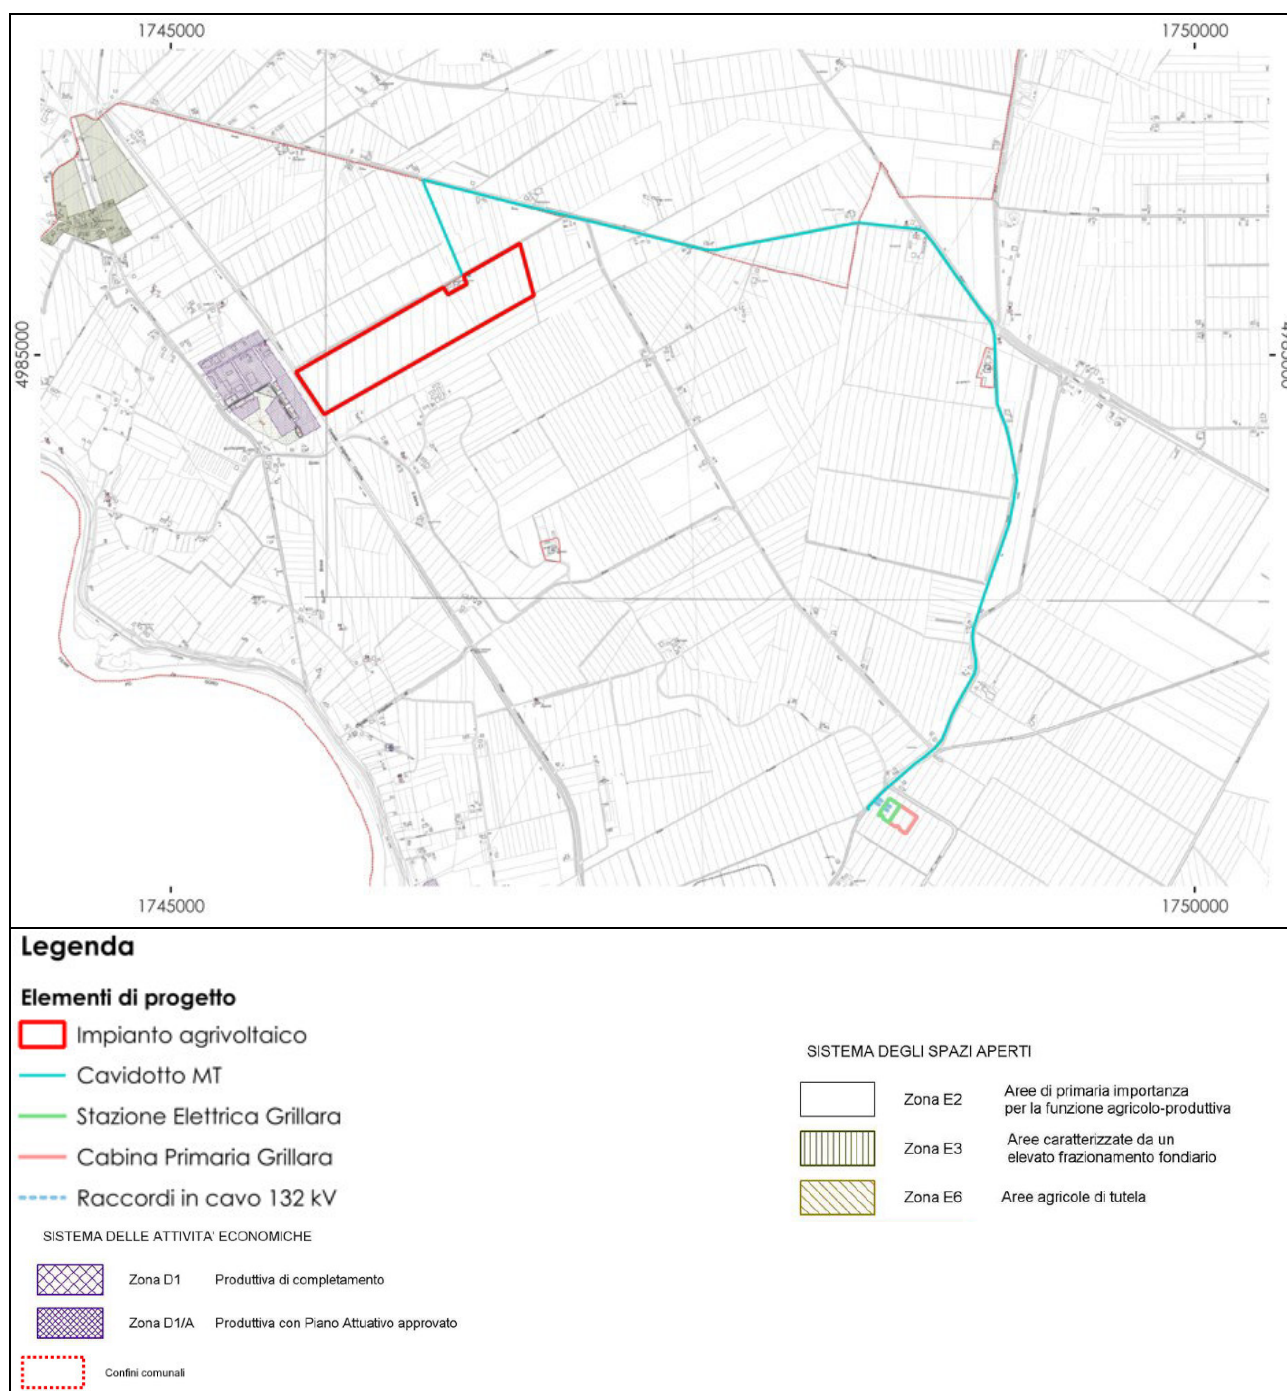 1745000
1750000
4985000
1745000
1750000
Legenda
Elementi di progetto
Impianto agrivoltaico
Cavidotto MT
Stazione Elettrica Grillara
Cabina Primaria Grillara
Raccordi in cavo 132 kV
SISTEMA DELLE ATTIVITA' ECONOMICHE
Zona D1 Produttiva di completamento
Zona D1/A Produttiva con Piano Attuativo approvato
Confini comunali
SISTEMA DEGLI SPAZI APERTI
Zona E2 Aree di primaria importanza
per la funzione agricolo-produttiva
Zona E3 Aree caratterizzate da un
elevato frazionamento fondiario
Zona E6 Aree agricole di tutela